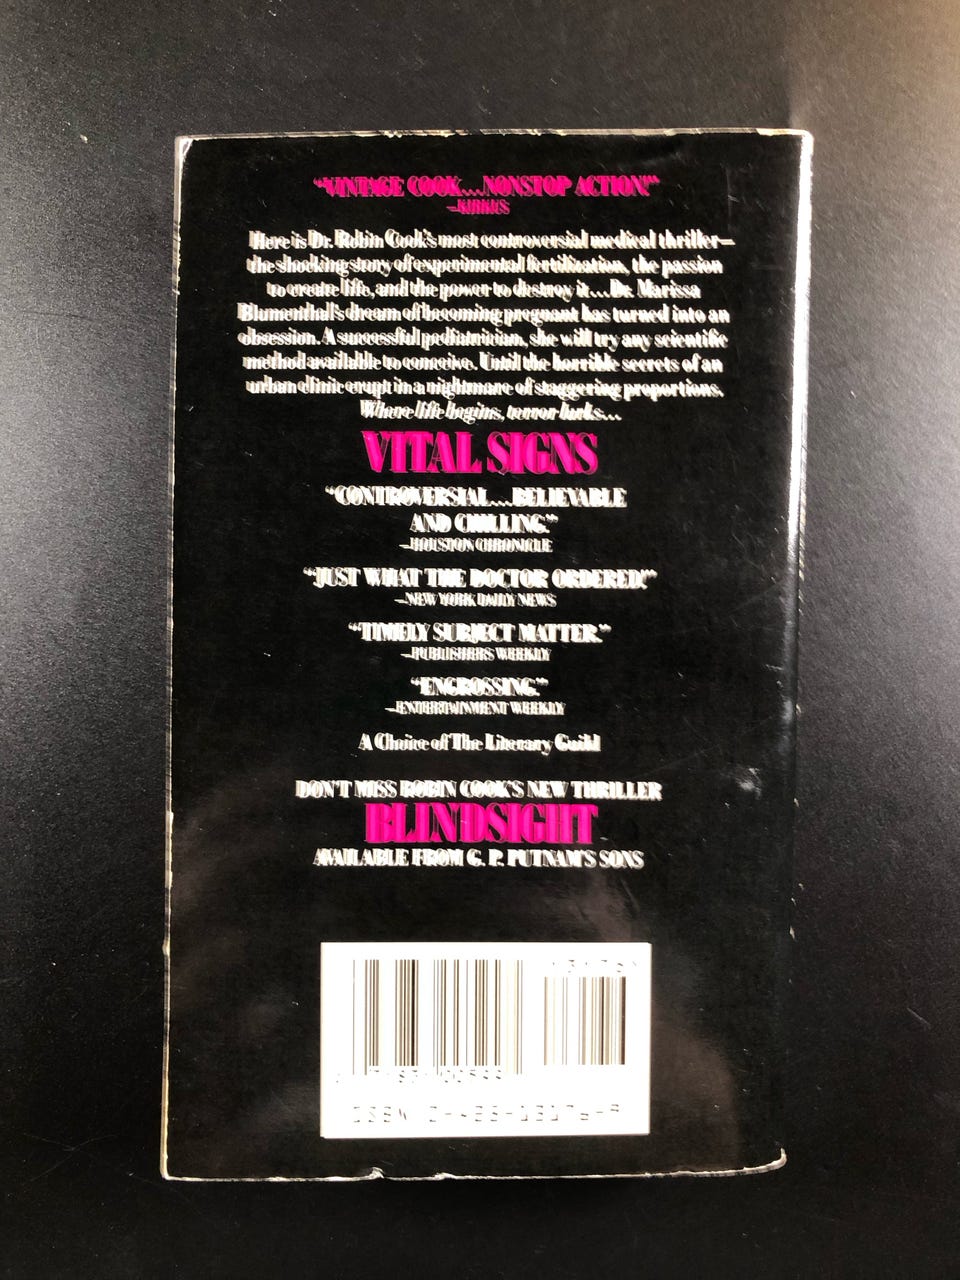 “VINTAGE COOK...NONSTOP ACTION!”
—KIRKUS
Here is Dr. Robin Cook's most controversial medical thriller—
the shocking story of experimental fertilization, the passion
to create life, and the power to destroy it...Dr. Marissa
Blumenthal's dream of becoming pregnant has turned into an
obsession. A successful pediatrician, she will try any scientific
method available to conceive. Until the horrible secrets of an
urban clinic erupt in a nightmare of staggering proportions.
Where life begins, terror lurks...
VITAL SIGNS
“CONTROVERSIAL...BELIEVABLE
AND CHILLING.”
—HOUSTON CHRONICLE
“JUST WHAT THE DOCTOR ORDERED!”
—NEW YORK DAILY NEWS
“TIMELY SUBJECT MATTER.”
—PUBLISHERS WEEKLY
“ENGROSSING.”
—ENTERTAINMENT WEEKLY
A Choice of The Literary Guild
DON'T MISS ROBIN COOK'S NEW THRILLER
BLINDSIGHT
AVAILABLE FROM G. P. PUTNAM'S SONS
ISBN